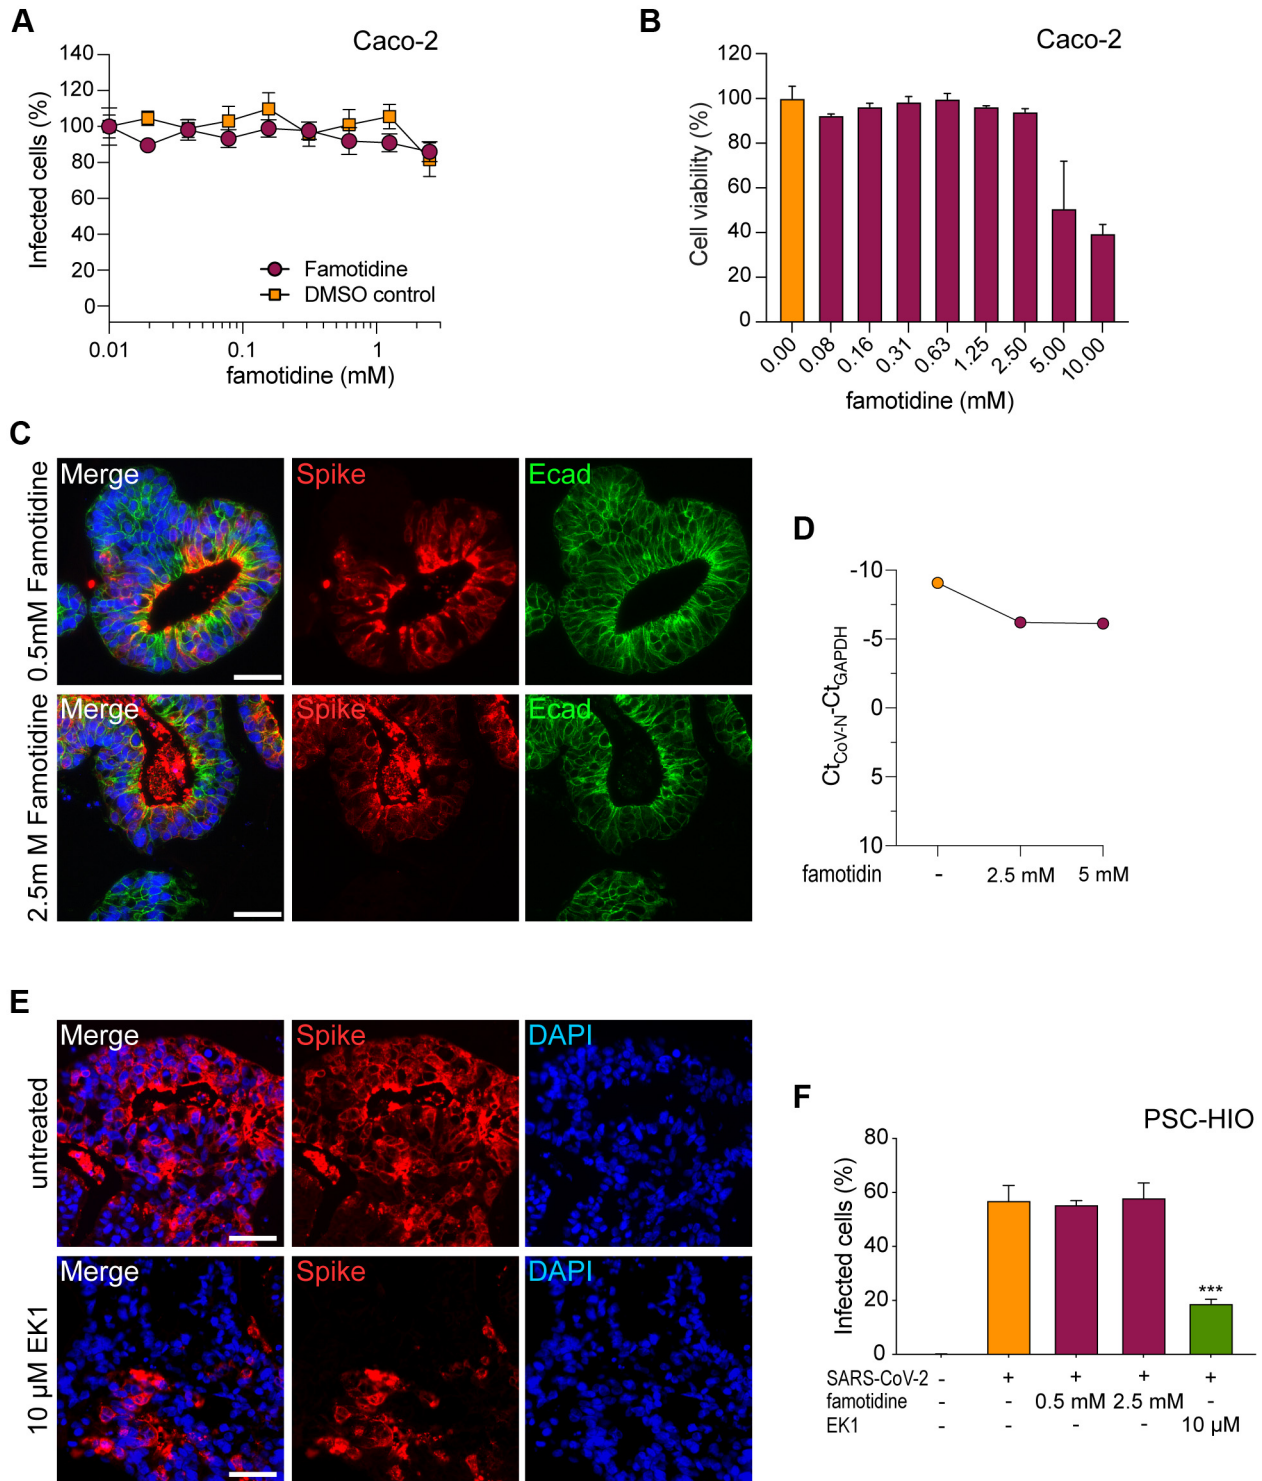 A
Caco-2
Infected cells (%)
140
120
100
80
60
40
20
0
Famotidine
DMSO control
0.01
0.1
1
famotidine (mM)
B
Caco-2
Cell viability (%)
120
100
80
60
40
20
0
0.00
0.08
0.16
0.31
0.63
1.25
2.50
5.00
10.00
famotidine (mM)
C
0.5mM Famotidine
Merge
Spike
Ecad
2.5m M Famotidine
Merge
Spike
Ecad
D
CtCoV-N-CtGAPDH
-10
-5
0
5
10
famotidin
-
2.5 mM
5 mM
E
untreated
Merge
Spike
DAPI
10 µM EK1
Merge
Spike
DAPI
F
PSC-HIO
Infected cells (%)
80
60
40
20
0
***
SARS-CoV-2 - + + + +
famotidine - - 0.5 mM 2.5 mM -
EK1 - - - - 10 µM